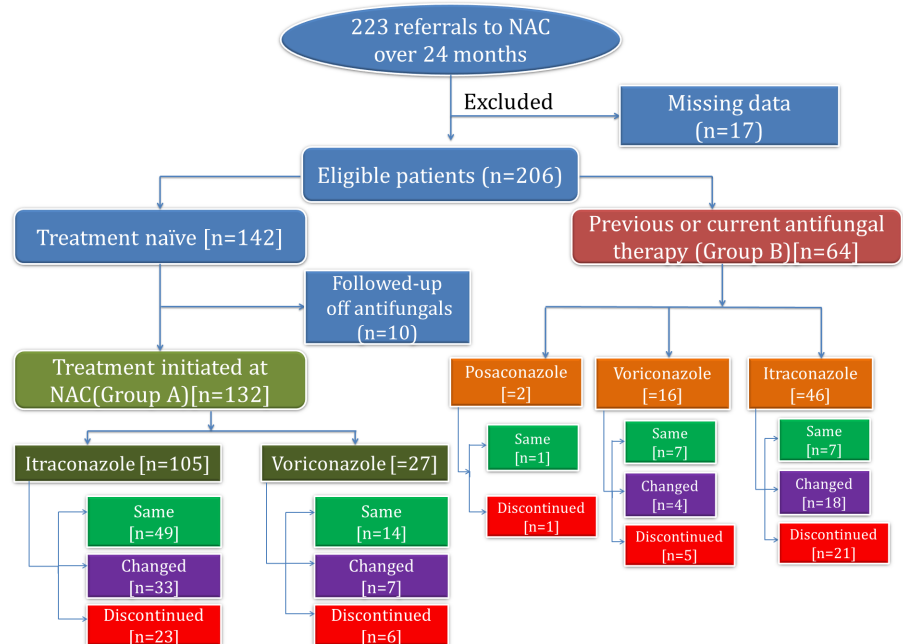 223 referrals to NAC
over 24 months
Excluded
Missing data
(n=17)
Eligible patients (n=206)
Treatment naïve [n=142]
Previous or current antifungal
therapy (Group B)[n=64]
Followed-up
off antifungals
(n=10)
Treatment initiated at
NAC(Group A)[n=132]
Posaconazole
[=2]
Voriconazole
[=16]
Itraconazole
[=46]
Same
[n=1]
Discontinued
[n=1]
Same
[n=7]
Changed
[n=4]
Discontinued
[n=5]
Same
[n=7]
Changed
[n=18]
Discontinued
[n=21]
Itraconazole [n=105]
Voriconazole [=27]
Same
[n=49]
Changed
[n=33]
Discontinued
[n=23]
Same
[n=14]
Changed
[n=7]
Discontinued
[n=6]